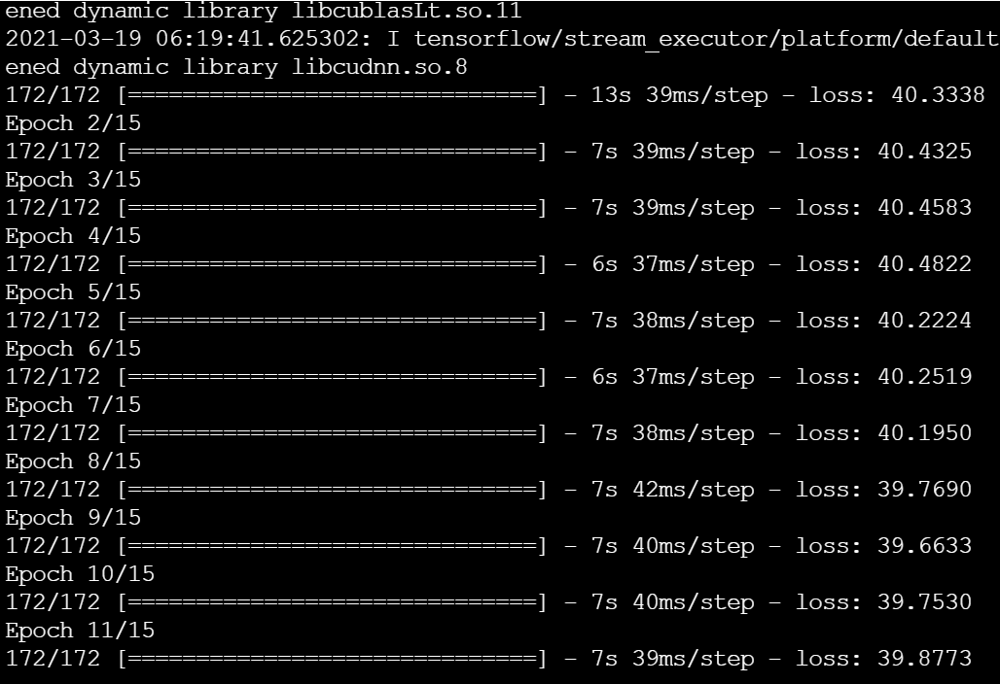 ened dynamic library libcublasLt.so.11
2021-03-19 06:19:41.625302: I tensorflow/stream_executor/platform/default
ened dynamic library libcudnn.so.8
172/172 [==============================] - 13s 39ms/step - loss: 40.3338
Epoch 2/15
172/172 [==============================] - 7s 39ms/step - loss: 40.4325
Epoch 3/15
172/172 [==============================] - 7s 39ms/step - loss: 40.4583
Epoch 4/15
172/172 [==============================] - 6s 37ms/step - loss: 40.4822
Epoch 5/15
172/172 [==============================] - 7s 38ms/step - loss: 40.2224
Epoch 6/15
172/172 [==============================] - 6s 37ms/step - loss: 40.2519
Epoch 7/15
172/172 [==============================] - 7s 38ms/step - loss: 40.1950
Epoch 8/15
172/172 [==============================] - 7s 42ms/step - loss: 39.7690
Epoch 9/15
172/172 [==============================] - 7s 40ms/step - loss: 39.6633
Epoch 10/15
172/172 [==============================] - 7s 40ms/step - loss: 39.7530
Epoch 11/15
172/172 [==============================] - 7s 39ms/step - loss: 39.8773